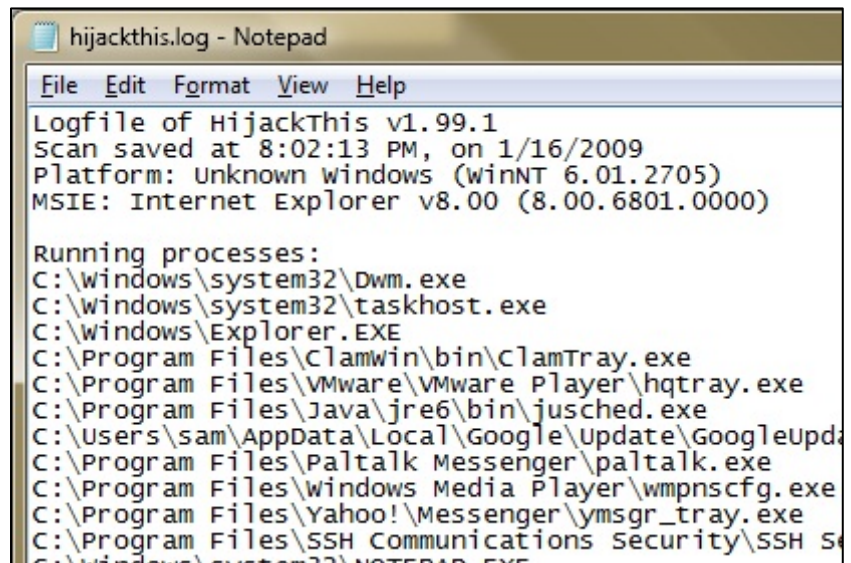 hijackthis.log - Notepad
File Edit Format View Help
Logfile of HijackThis v1.99.1
Scan saved at 8:02:13 PM, on 1/16/2009
Platform: Unknown Windows (WinNT 6.01.2705)
MSIE: Internet Explorer v8.00 (8.00.6801.0000)
Running processes:
C:\Windows\system32\Dwm.exe
C:\Windows\system32\taskhost.exe
C:\Windows\Explorer.EXE
C:\Program Files\ClamWin\bin\ClamTray.exe
C:\Program Files\VMware\VMware Player\hqtray.exe
C:\Program Files\Java\jre6\bin\jusched.exe
C:\Users\sam\AppData\Local\Google\Update\GoogleUpda
C:\Program Files\Paltalk Messenger\paltalk.exe
C:\Program Files\Windows Media Player\wmpnscfg.exe
C:\Program Files\Yahoo!\Messenger\ymsgr_tray.exe
C:\Program Files\SSH Communications Security\SSH Se
C:\Windows\system32\NOTEPAD.EXE